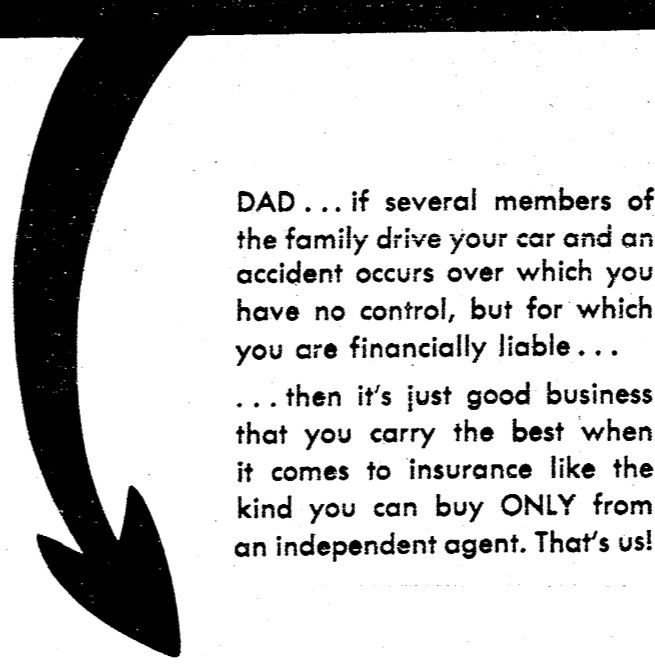 DAD... if several members of
the family drive your car and an
accident occurs over which you
have no control, but for which
you are financially liable...
...then it's just good business
that you carry the best when
it comes to insurance like the
kind you can buy ONLY from
an independent agent. That's us!